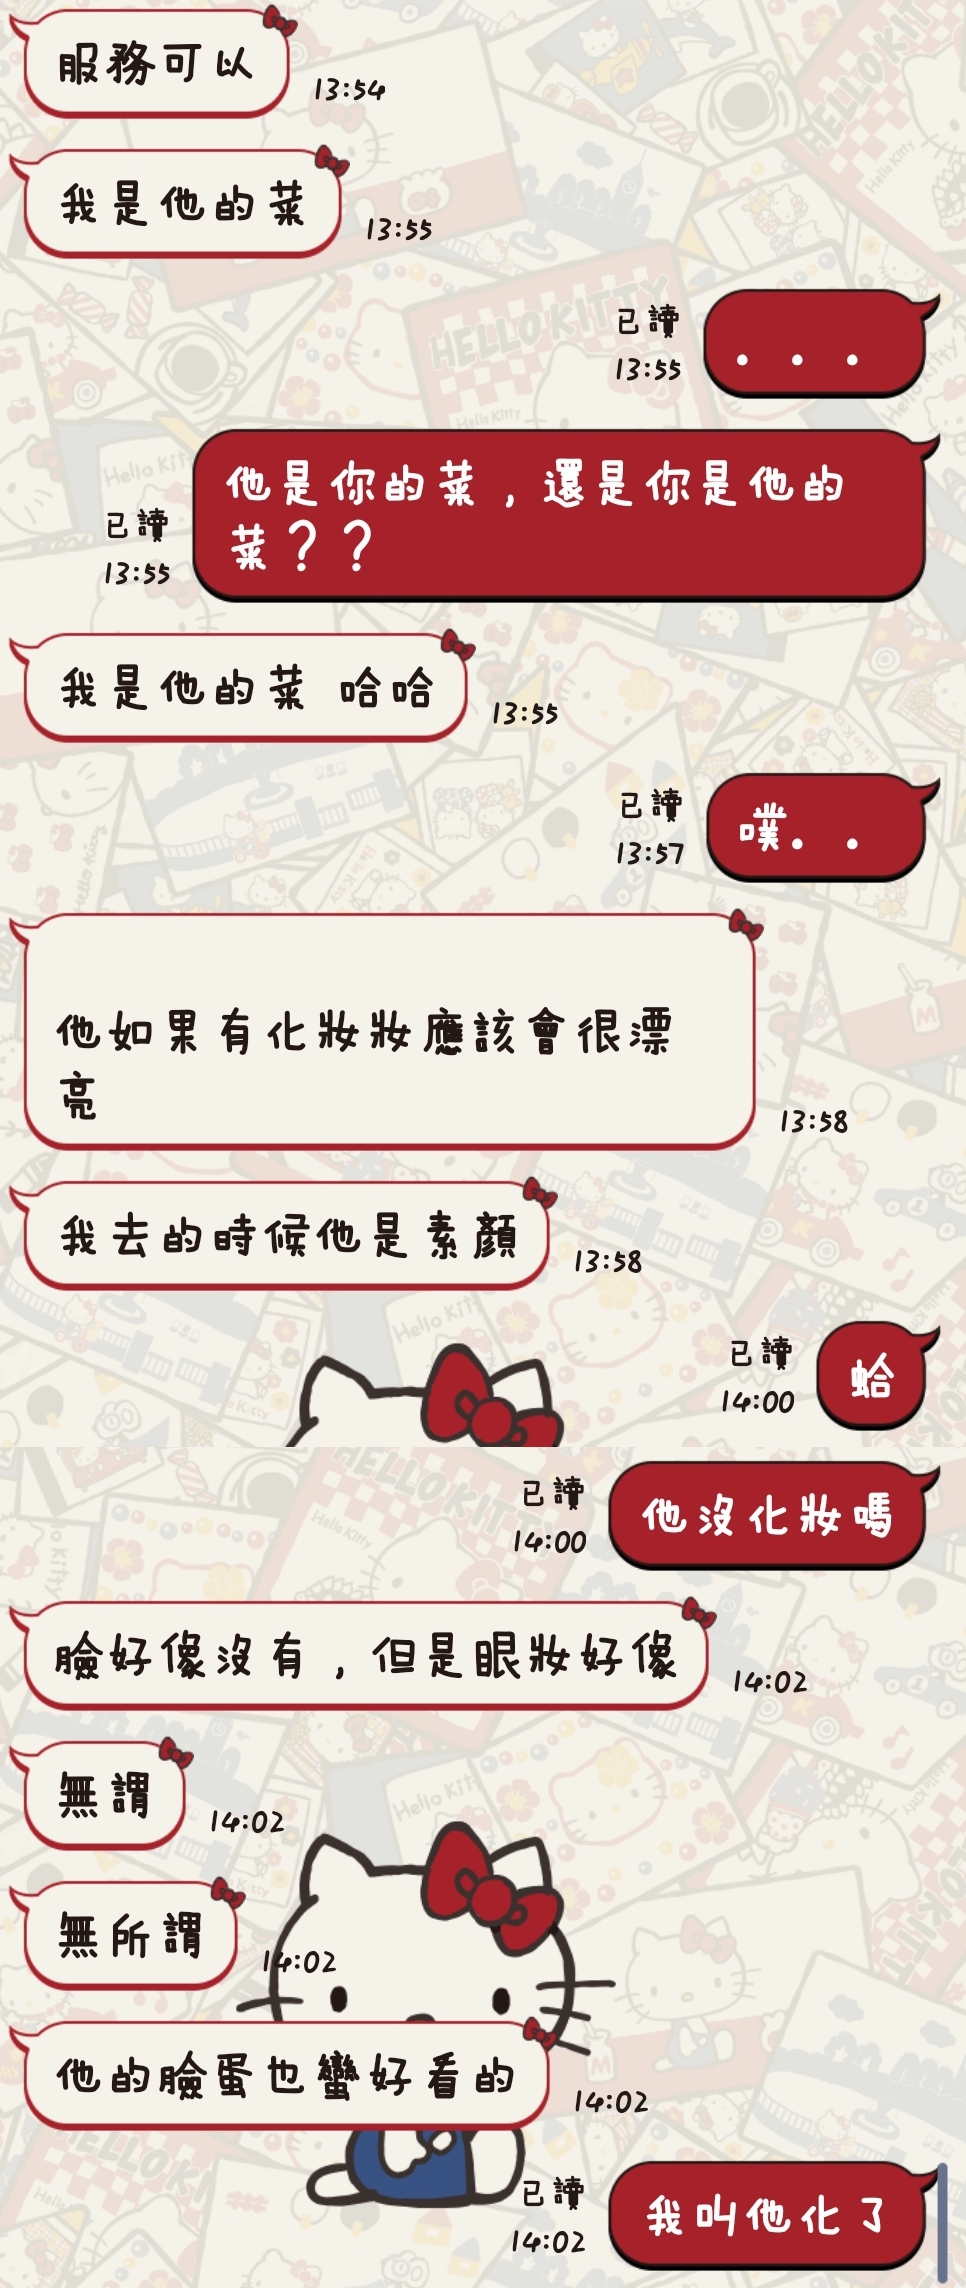 服務可以
13:54
我是他的菜
13:55
已讀
13:55
. . .
他是你的菜，還是你是他的
菜？？
已讀
13:55
我是他的菜 哈哈
13:55
已讀
13:57
噗. .
他如果有化妝妝應該會很漂
亮
13:58
我去的時候他是素顏
13:58
已讀
14:00
蛤
已讀
14:00
他沒化妝嗎
臉好像沒有，但是眼妝好像
14:02
無謂
14:02
無所謂
14:02
他的臉蛋也蠻好看的
14:02
已讀
14:02
我叫他化了
HELLO KITTY
Hello Kitty